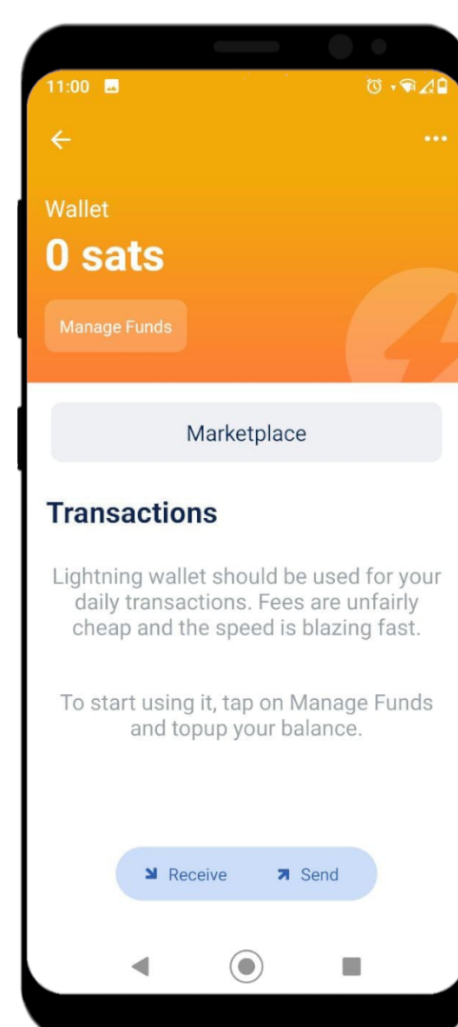 11:00
Wallet
0 sats
Manage Funds
Marketplace
Transactions
Lightning wallet should be used for your
daily transactions. Fees are unfairly
cheap and the speed is blazing fast.
To start using it, tap on Manage Funds
and topup your balance.
Receive
Send